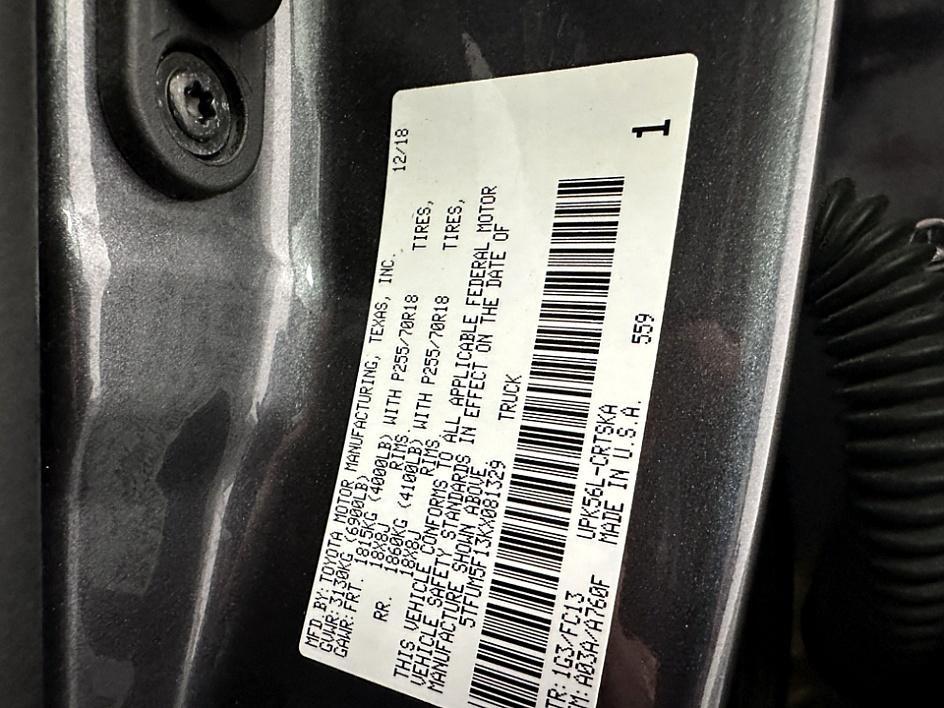 MFD. BY: TOYOTA MOTOR MANUFACTURING, TEXAS, INC. 12/18
GVWR: 3130KG (6900LB)
GAWR: FRT. 1815KG (4000LB) WITH P255/70R18 TIRES,
18X8J RIMS
RR. 1860KG (4100LB) WITH P255/70R18 TIRES,
18X8J RIMS
THIS VEHICLE CONFORMS TO ALL APPLICABLE FEDERAL MOTOR
VEHICLE SAFETY STANDARDS IN EFFECT ON THE DATE OF
MANUFACTURE SHOWN ABOVE.
5TFUM5F13KX081329 TRUCK
TR: 1G3/FC13 UPK56L-CRTSKA 559
TM: A03A/A760F MADE IN U.S.A.
1